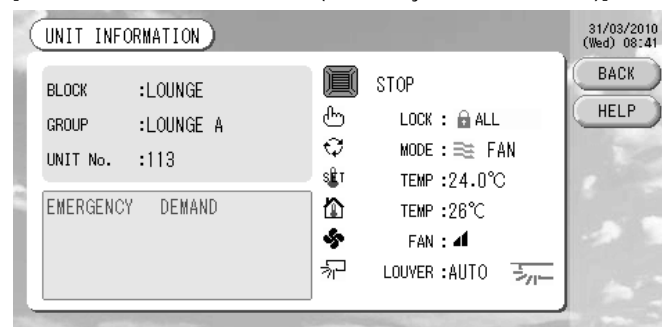 UNIT INFORMATION
31/03/2010
(Wed) 08:41
BACK
HELP
BLOCK :LOUNGE
GROUP :LOUNGE A
UNIT No. :113
EMERGENCY DEMAND
STOP
LOCK : ALL
MODE : FAN
SET TEMP :24.0°C
TEMP :26°C
FAN :
LOUVER :AUTO